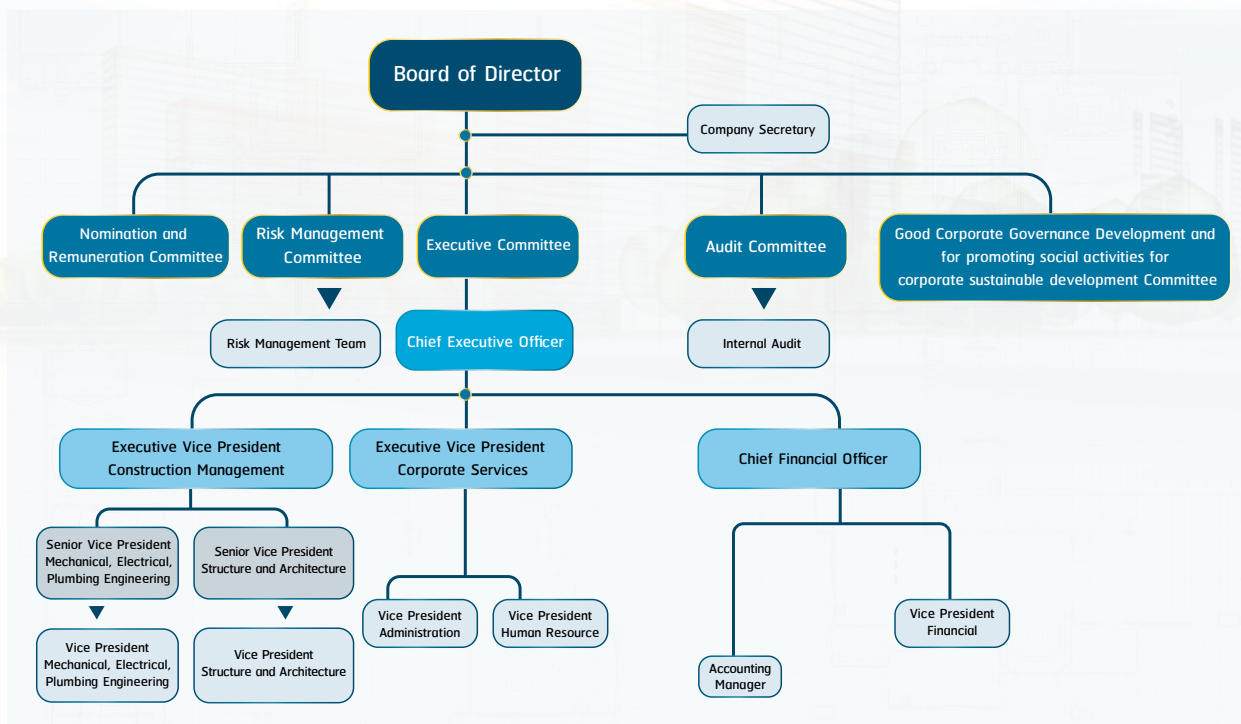 Board of Director
Company Secretary
Nomination and
Remuneration Committee
Risk Management
Committee
Executive Committee
Audit Committee
Good Corporate Governance Development and
for promoting social activities for
corporate sustainable development Committee
Risk Management Team
Chief Executive Officer
Internal Audit
Executive Vice President
Construction Management
Executive Vice President
Corporate Services
Chief Financial Officer
Senior Vice President
Mechanical, Electrical,
Plumbing Engineering
Senior Vice President
Structure and Architecture
Vice President
Administration
Vice President
Human Resource
Vice President
Financial
Vice President
Mechanical, Electrical,
Plumbing Engineering
Vice President
Structure and Architecture
Accounting
Manager